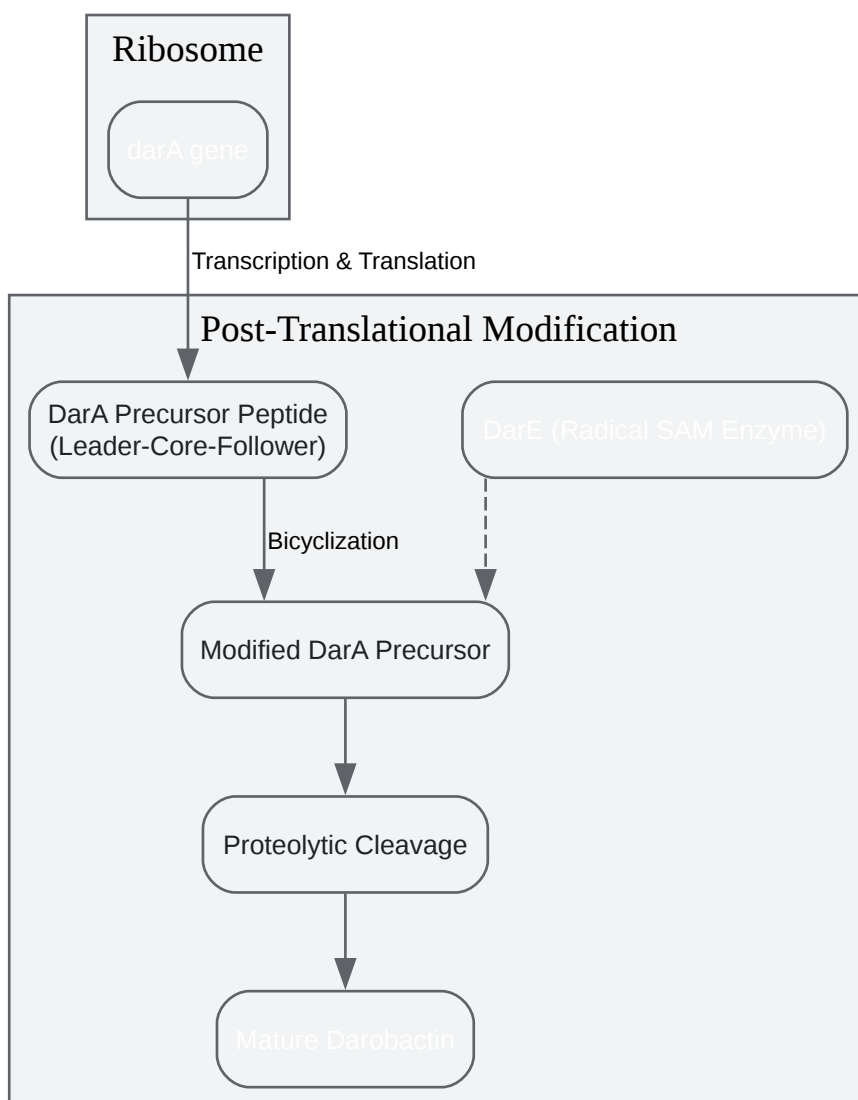 Ribosome
darA gene
Transcription & Translation
Post-Translational Modification
DarA Precursor Peptide
(Leader-Core-Follower)
DarE (Radical SAM Enzyme)
Bicyclization
Modified DarA Precursor
Proteolytic Cleavage
Mature Darobactin